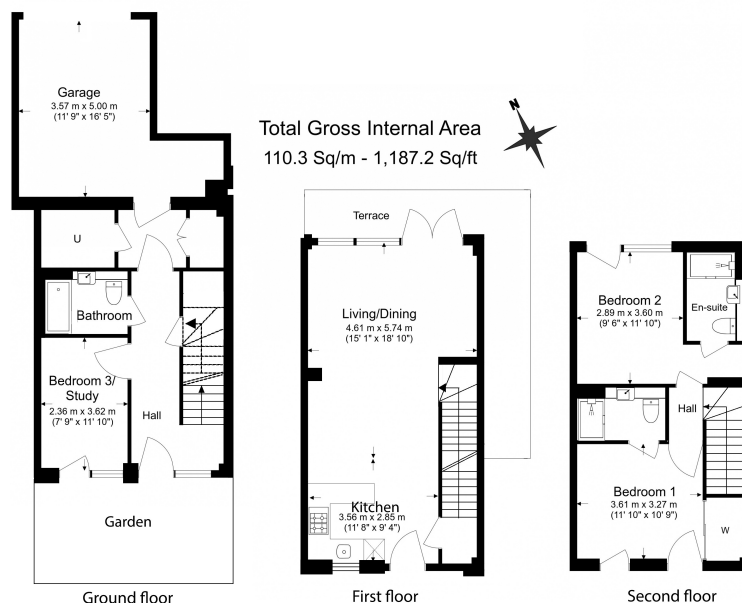 Garage
3.57 m x 5.00 m
(11' 9" x 16' 5")
Total Gross Internal Area
110.3 Sq/m - 1,187.2 Sq/ft
N
U
Bathroom
Bedroom 3/
Study
2.36 m x 3.62 m
(7' 9" x 11' 10")
Hall
Garden
Ground floor
Terrace
Living/Dining
4.61 m x 5.74 m
(15' 1" x 18' 10")
Kitchen
3.56 m x 2.85 m
(11' 8" x 9' 4")
First floor
Bedroom 2
2.89 m x 3.60 m
(9' 6" x 11' 10")
En-suite
Hall
Bedroom 1
3.61 m x 3.27 m
(11' 10" x 10' 9")
W
Second floor